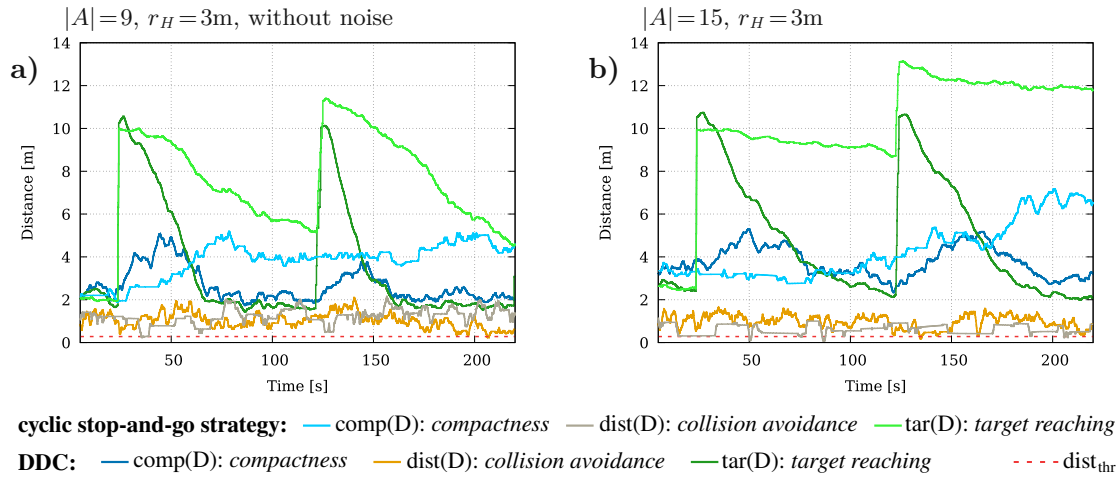 |A|=9, r_H=3m, without noise
|A|=15, r_H=3m
a)
14
12
10
8
6
4
2
0
Distance [m]
50
100
150
200
Time [s]
b)
14
12
10
8
6
4
2
0
Distance [m]
50
100
150
200
Time [s]
cyclic stop-and-go strategy: comp(D): compactness dist(D): collision avoidance tar(D): target reaching
DDC: comp(D): compactness dist(D): collision avoidance tar(D): target reaching dist_thr